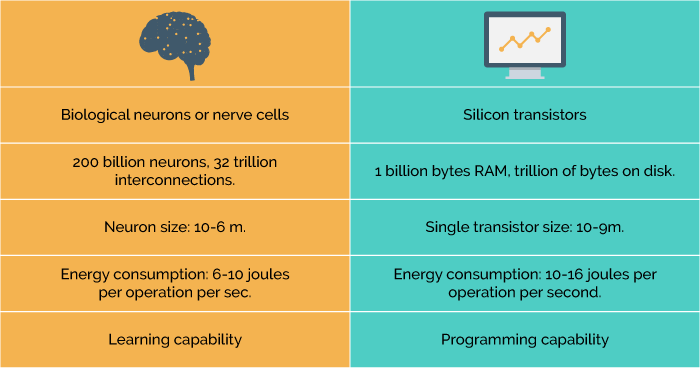 Biological neurons or nerve cells
Silicon transistors
200 billion neurons, 32 trillion
interconnections.
1 billion bytes RAM, trillion of bytes on disk.
Neuron size: 10-6 m.
Single transistor size: 10-9m.
Energy consumption: 6-10 joules
per operation per sec.
Energy consumption: 10-16 joules per
operation per second.
Learning capability
Programming capability